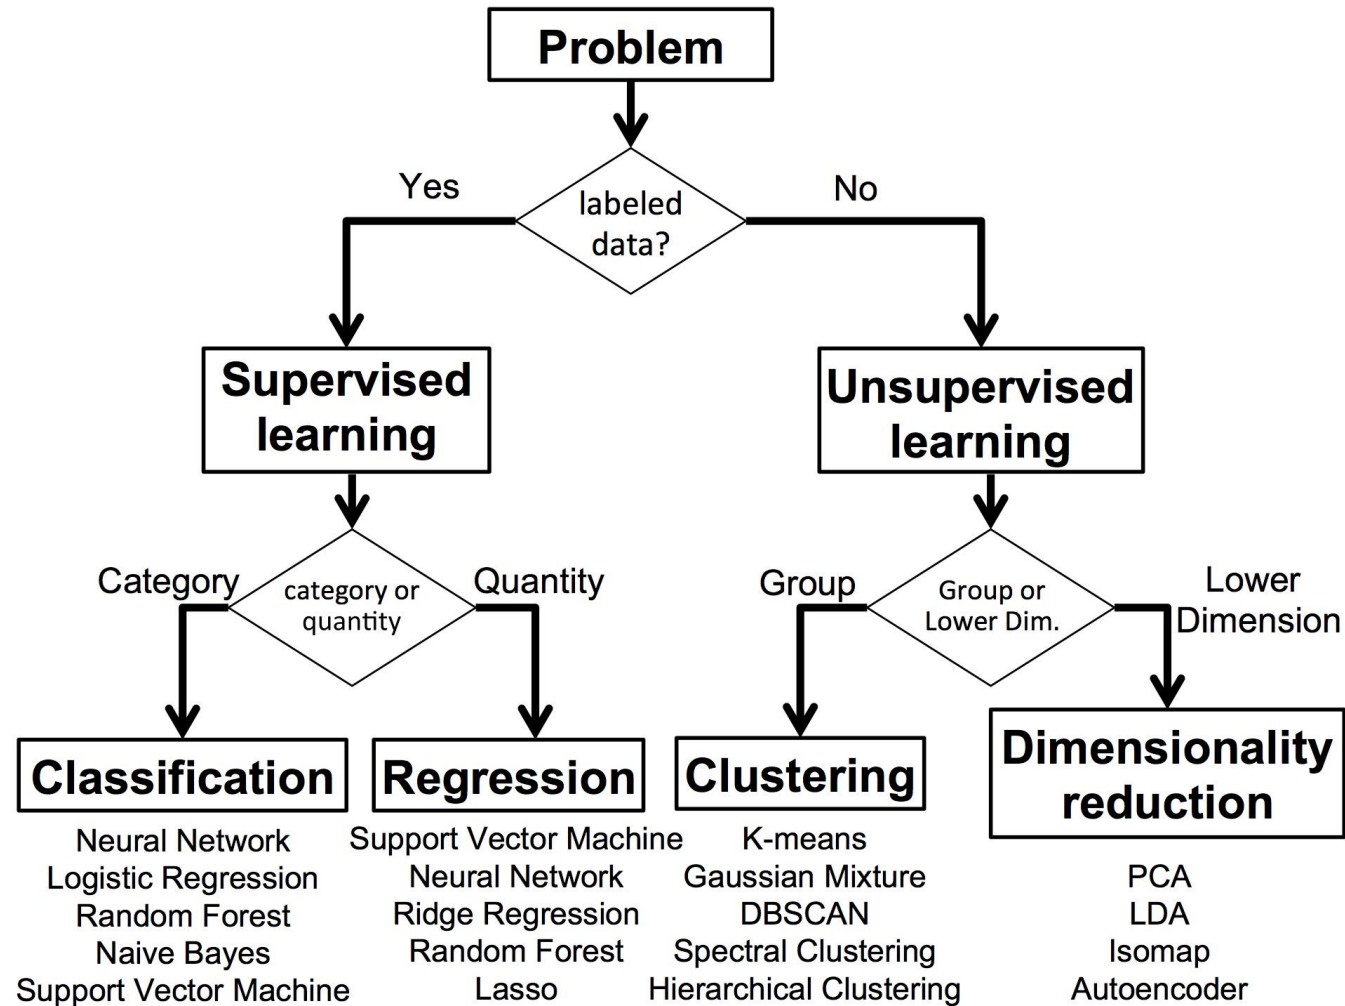 Problem
Yes
No
labeled
data?
Supervised
learning
Unsupervised
learning
Category
category or
quantity
Quantity
Group
Group or
Lower Dim.
Lower
Dimension
Classification
Neural Network
Logistic Regression
Random Forest
Naive Bayes
Support Vector Machine
Regression
Support Vector Machine
Neural Network
Ridge Regression
Random Forest
Lasso
Clustering
K-means
Gaussian Mixture
DBSCAN
Spectral Clustering
Hierarchical Clustering
Dimensionality
reduction
PCA
LDA
Isomap
Autoencoder